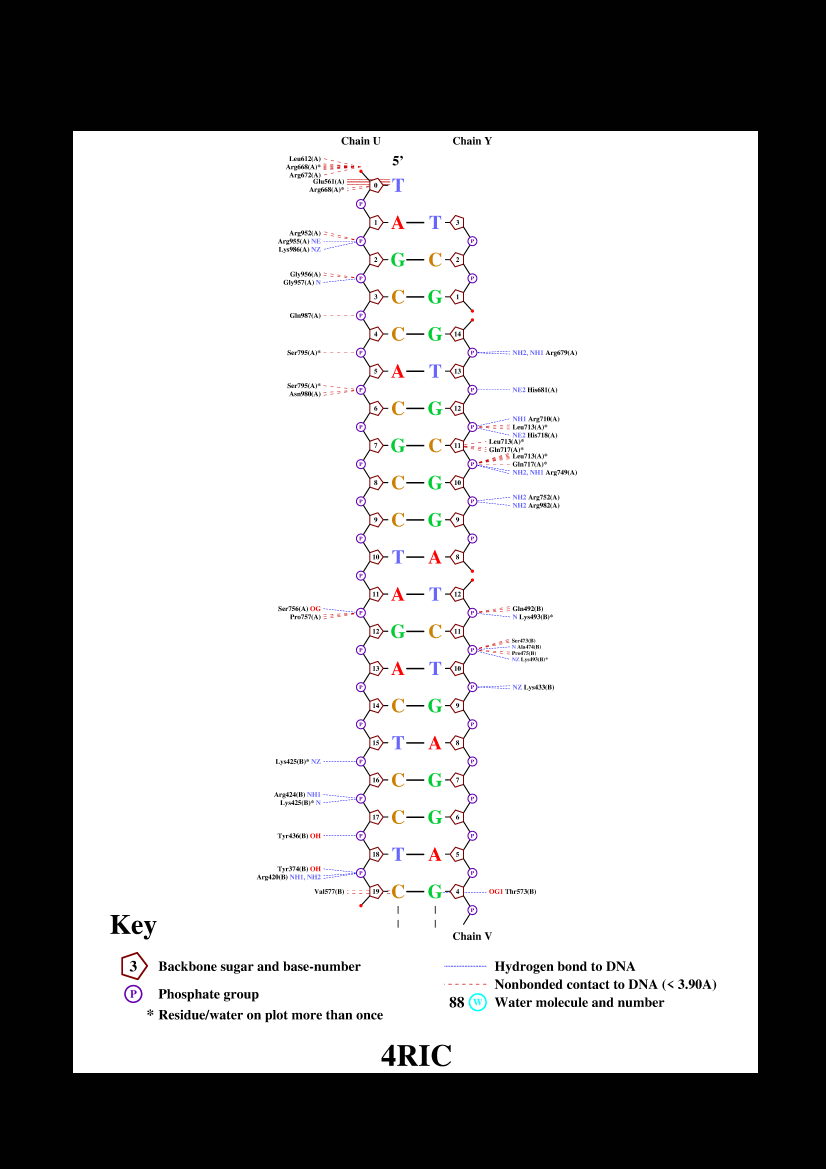 Chain U Chain Y
5'
Leu612(A)
Arg668(A)*
Arg672(A)
Glu561(A)
Arg668(A)*
0 T
P
1 A T 3
Arg952(A)
Arg955(A) NE P P
Lys986(A) NZ
2 G C 2
Gly956(A)
Gly957(A) N P P
3 C G 1
Gln987(A) P
4 C G 14
Ser795(A)* P P NH2, NH1 Arg679(A)
5 A T 13
Ser795(A)* P P NE2 His681(A)
Asn980(A)
6 C G 12
NH1 Arg710(A)
P P Leu713(A)*
NE2 His718(A)
7 G C 11 Leu713(A)*
Gln717(A)*
Leu713(A)*
P P Gln717(A)*
NH2, NH1 Arg749(A)
8 C G 10
P P NH2 Arg752(A)
NH2 Arg982(A)
9 C G 9
P P
10 T A 8
P
11 A T 12
Ser756(A) OG P P Gln492(B)
Pro757(A) N Lys493(B)*
12 G C 11
Ser473(B)
P P N Ala474(B)
Pro475(B)
NZ Lys493(B)*
13 A T 10
P P NZ Lys433(B)
14 C G 9
P P
15 T A 8
Lys425(B)* NZ P P
16 C G 7
Arg424(B) NH1 P P
Lys425(B)* N
17 C G 6
Tyr436(B) OH P P
18 T A 5
Tyr374(B) OH P P
Arg420(B) NH1, NH2
Val577(B) 19 C G 4 OG1 Thr573(B)
P
Chain V
Key
3 Backbone sugar and base-number
P Phosphate group
* Residue/water on plot more than once
Hydrogen bond to DNA
Nonbonded contact to DNA (< 3.90A)
88 W Water molecule and number
4RIC